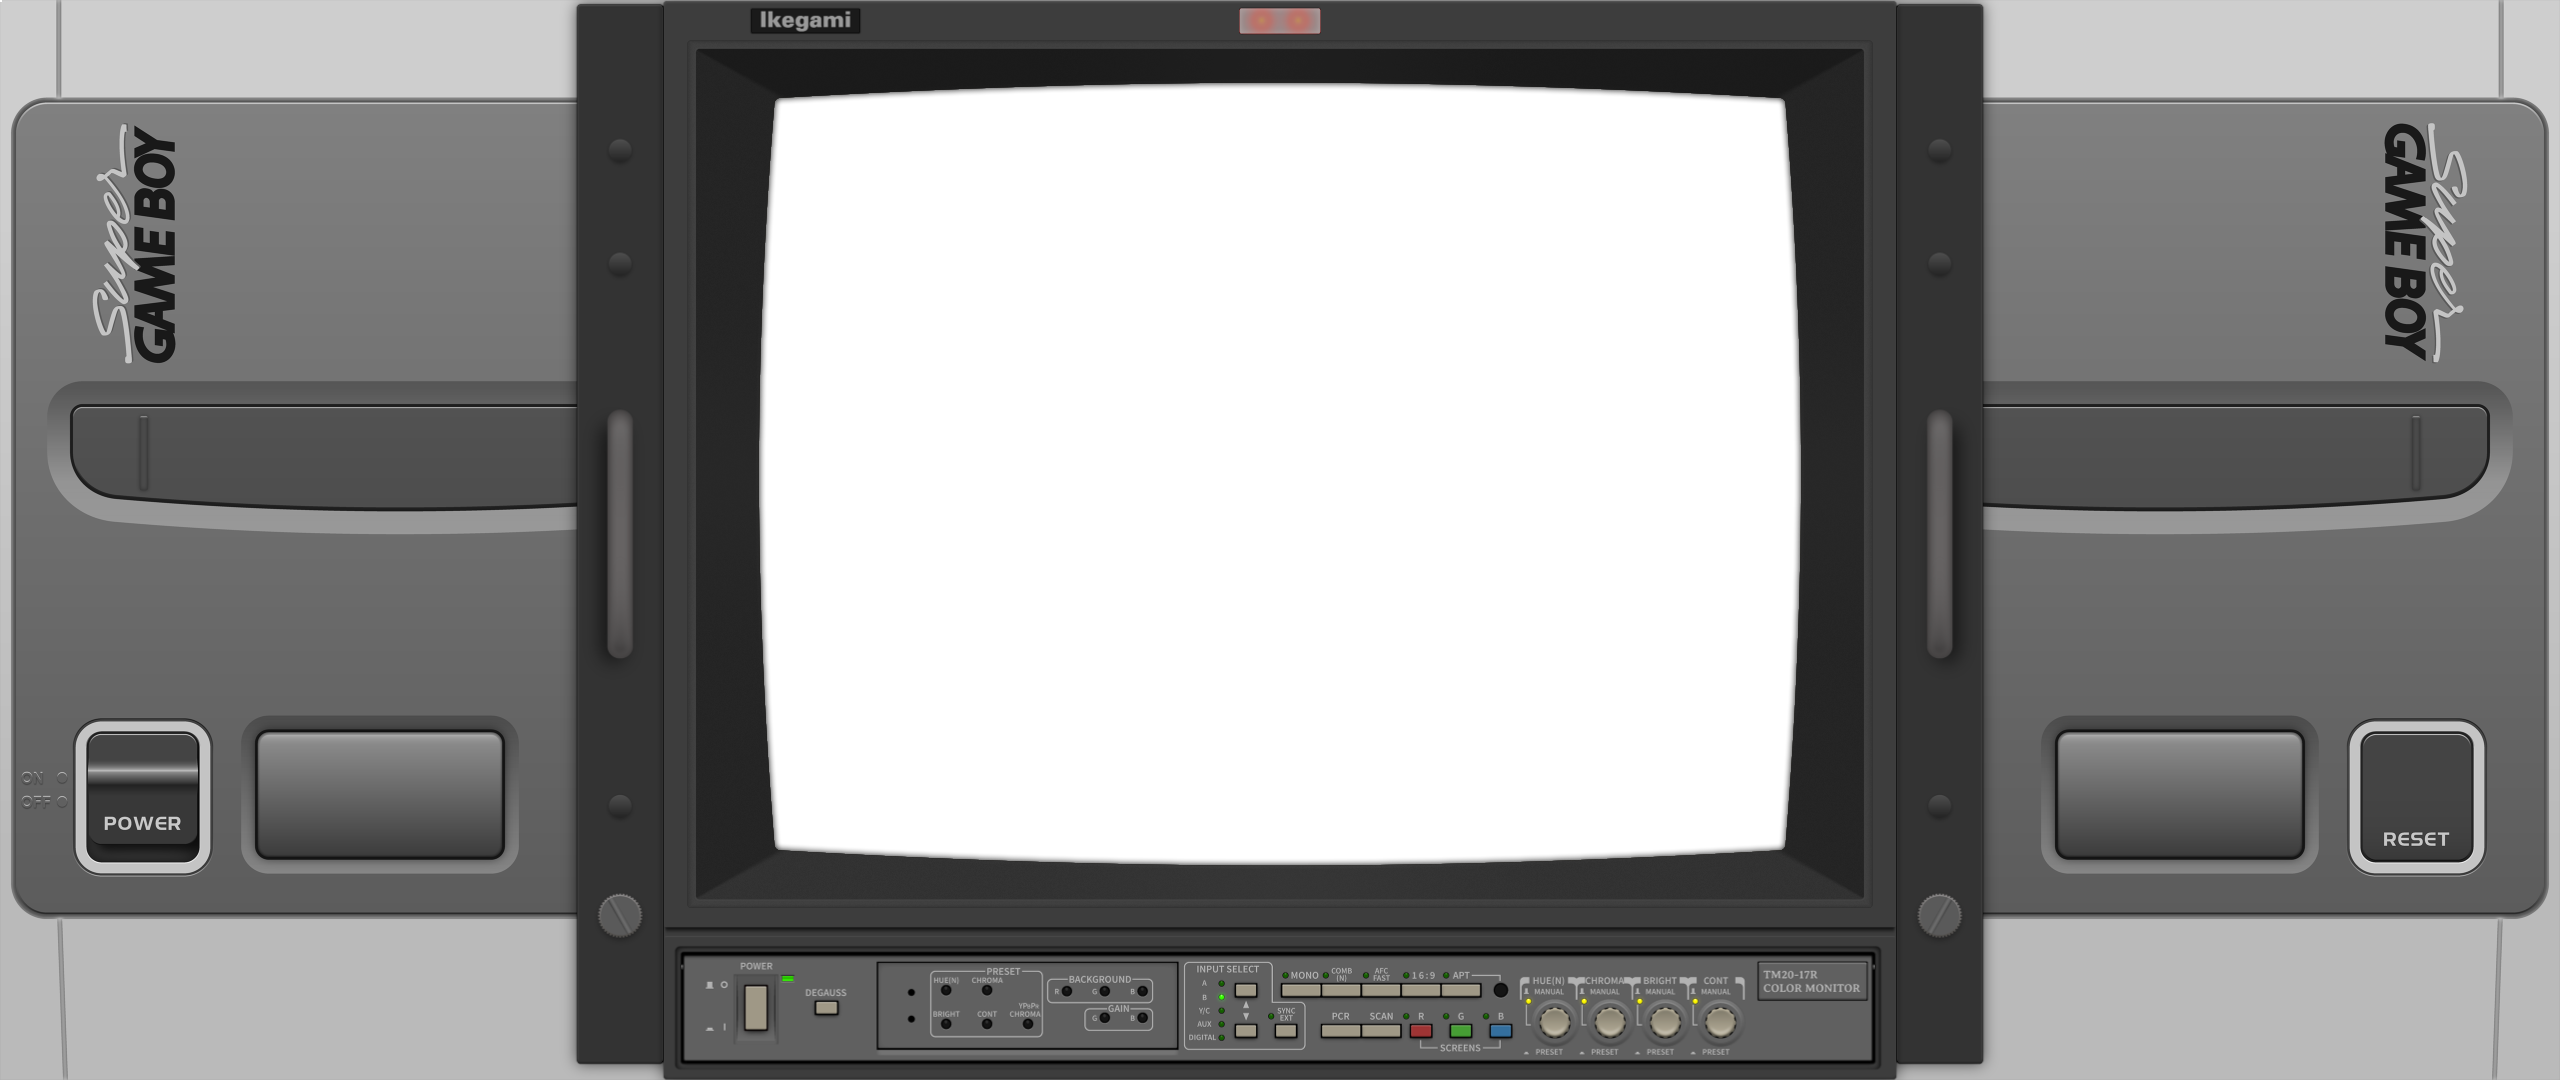 Ikegami
Super
GAME BOY
Super
GAME BOY
ON
OFF
POWER
RESET
POWER
DEGAUSS
PRESET
HUE(N) CHROMA
BRIGHT CONT YPbPr CHROMA
BACKGROUND
R G B
GAIN
G B
INPUT SELECT
A
B
Y/C
AUX
DIGITAL
SYNC
EXT
MONO COMB (N) AFC FAST 16:9 APT
PCR SCAN R G B
SCREENS
HUE(N) CHROMA BRIGHT CONT
MANUAL MANUAL MANUAL MANUAL
PRESET PRESET PRESET PRESET
TM20-17R
COLOR MONITOR